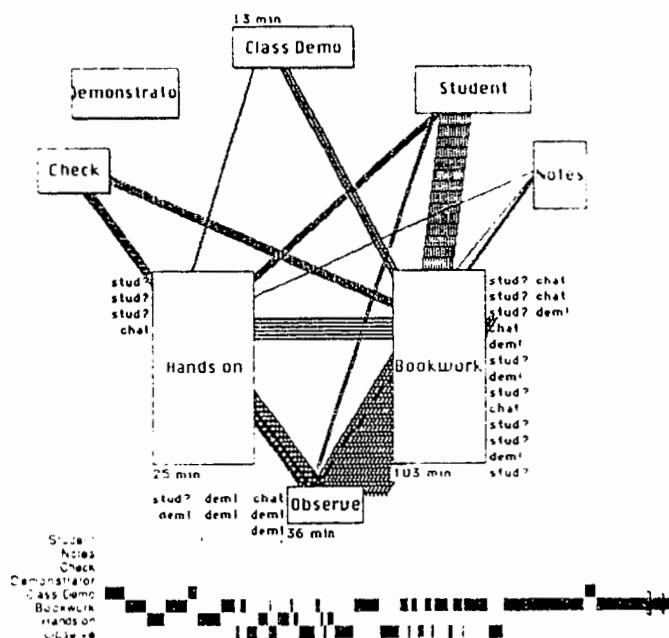 13 min
Class Demo
Demonstrato
Student
Check
Notes
stud?
stud?
stud?
chat
Hands on
25 min
stud? chat
stud? chat
stud? dem!
chat
dem!
stud?
dem!
stud?
chat
stud?
stud?
dem!
stud?
Bookwork
103 min
stud? dem! chat
dem! dem! dem!
dem!
Observe
36 min
Student
Notes
Check
Demonstrator
Class Demo
Bookwork
Hands on
Observe